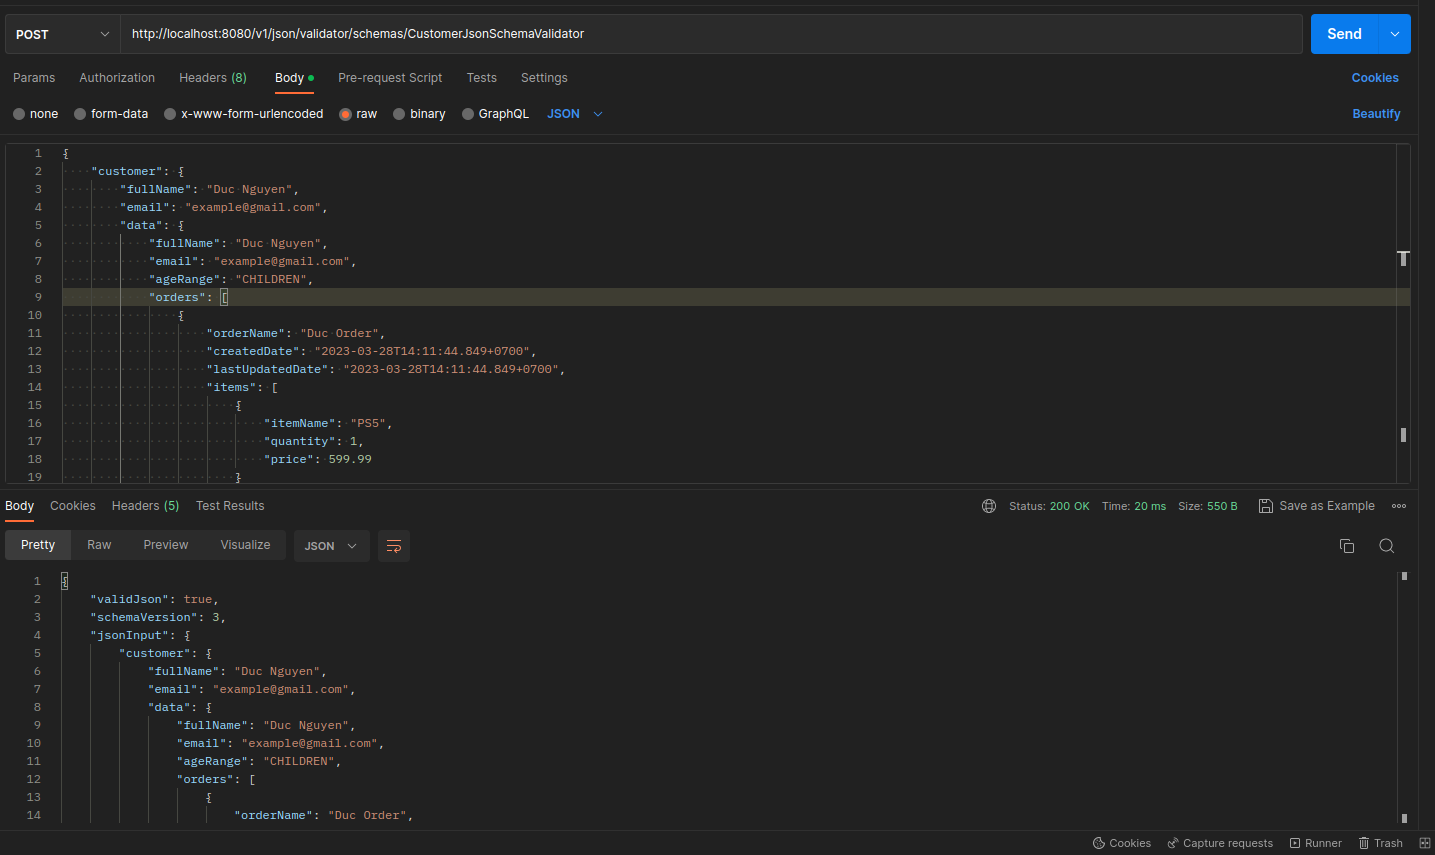 POST http://localhost:8080/v1/json/validator/schemas/CustomerJsonSchemaValidator Send
Params Authorization Headers (8) Body Pre-request Script Tests Settings Cookies
none form-data x-www-form-urlencoded raw binary GraphQL JSON Beautify
1 {
2 "customer": {
3 "fullName": "Duc Nguyen",
4 "email": "example@gmail.com",
5 "data": {
6 "fullName": "Duc Nguyen",
7 "email": "example@gmail.com",
8 "ageRange": "CHILDREN",
9 "orders": [
10 {
11 "orderName": "Duc Order",
12 "createdDate": "2023-03-28T14:11:44.849+0700",
13 "lastUpdatedDate": "2023-03-28T14:11:44.849+0700",
14 "items": [
15 {
16 "itemName": "PS5",
17 "quantity": 1,
18 "price": 599.99
19 }
Body Cookies Headers (5) Test Results Status: 200 OK Time: 20 ms Size: 550 B Save as Example
Pretty Raw Preview Visualize JSON
1 {
2 "validJson": true,
3 "schemaVersion": 3,
4 "jsonInput": {
5 "customer": {
6 "fullName": "Duc Nguyen",
7 "email": "example@gmail.com",
8 "data": {
9 "fullName": "Duc Nguyen",
10 "email": "example@gmail.com",
11 "ageRange": "CHILDREN",
12 "orders": [
13 {
14 "orderName": "Duc Order",
Cookies Capture requests Runner Trash